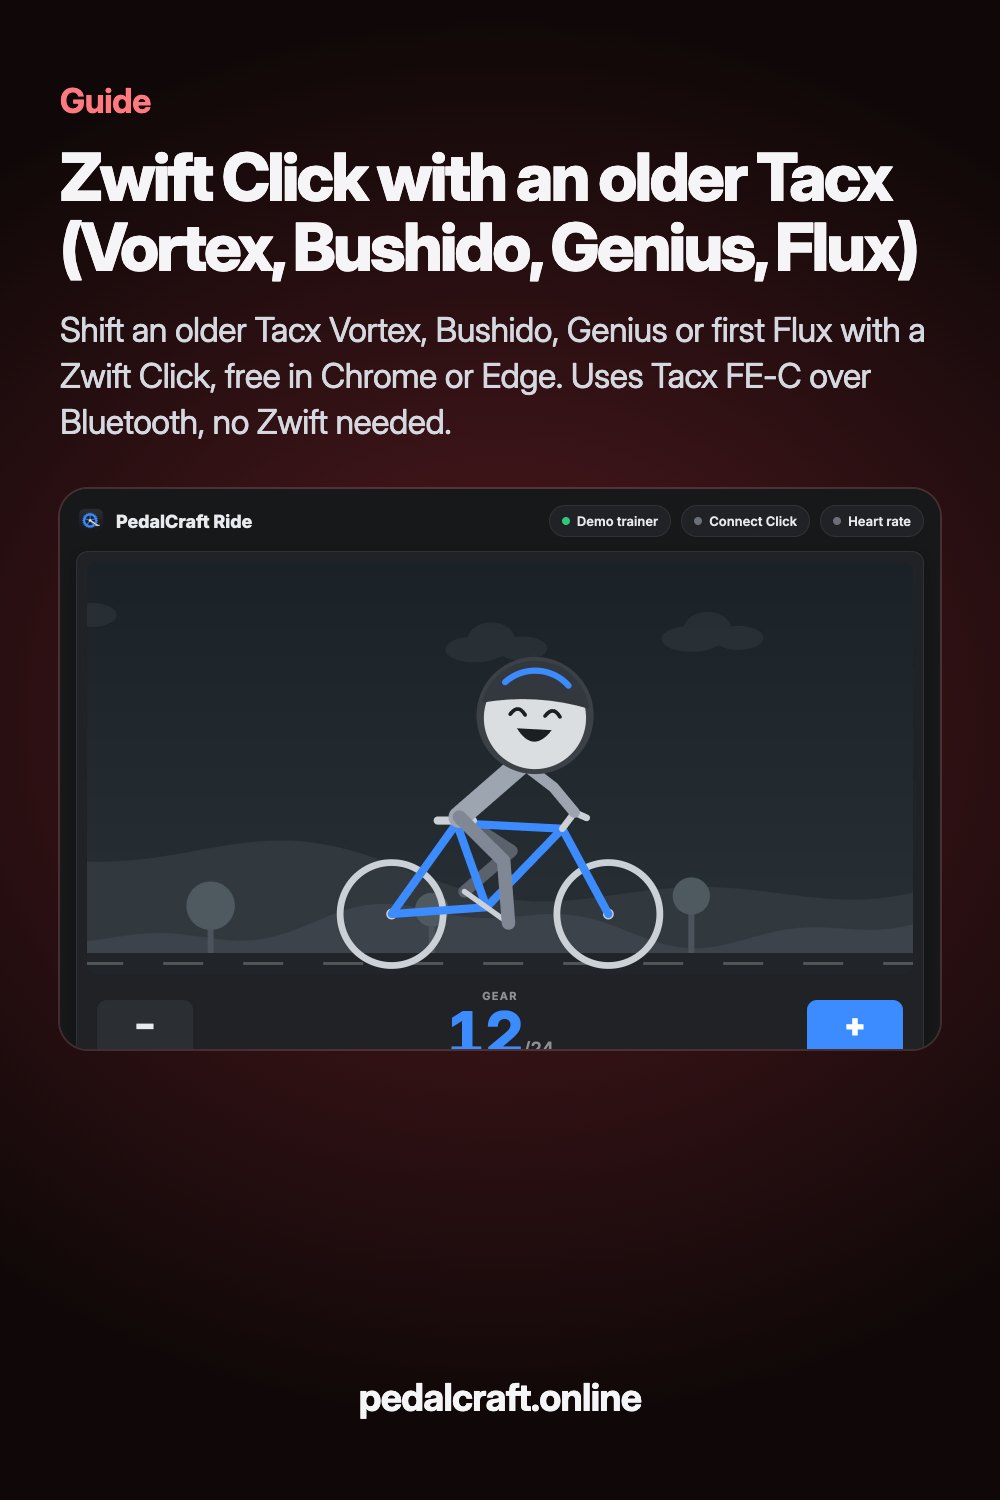 Guide
Zwift Click with an older Tacx
(Vortex, Bushido, Genius, Flux)
Shift an older Tacx Vortex, Bushido, Genius or first Flux with a
Zwift Click, free in Chrome or Edge. Uses Tacx FE-C over
Bluetooth, no Zwift needed.
PedalCraft Ride
Demo trainer
Connect Click
Heart rate
GEAR
− 12/24 +
pedalcraft.online